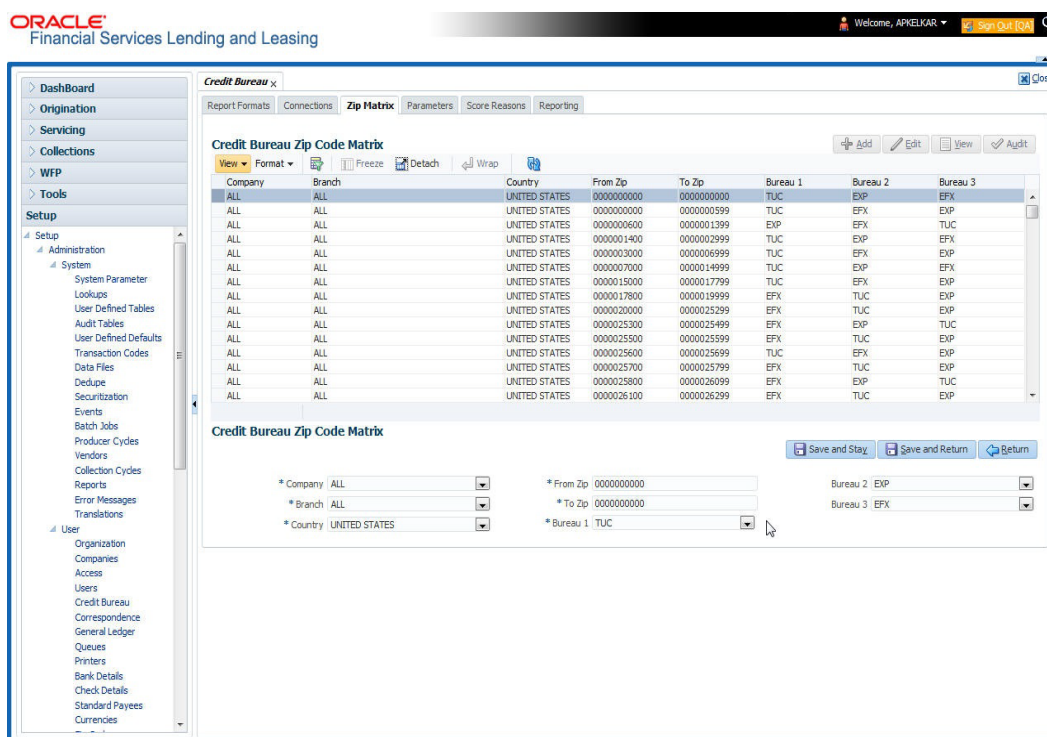 ORACLE
Financial Services Lending and Leasing
Welcome, APKELKAR
Sign Out [QA]
DashBoard
Origination
Servicing
Collections
WFP
Tools
Setup
Setup
Administration
System
System Parameter
Lookups
User Defined Tables
Audit Tables
User Defined Defaults
Transaction Codes
Data Files
Dedupe
Securitization
Events
Batch Jobs
Producer Cycles
Vendors
Collection Cycles
Reports
Error Messages
Translations
User
Organization
Companies
Access
Users
Credit Bureau
Correspondence
General Ledger
Queues
Printers
Bank Details
Check Details
Standard Payees
Currencies
Credit Bureau
Clos
Report Formats Connections Zip Matrix Parameters Score Reasons Reporting
Credit Bureau Zip Code Matrix
Add Edit View Audit
View Format Freeze Detach Wrap
Company Branch Country From Zip To Zip Bureau 1 Bureau 2 Bureau 3
ALL ALL UNITED STATES 0000000000 0000000000 TUC EXP EFX
ALL ALL UNITED STATES 0000000000 0000000599 TUC EFX EXP
ALL ALL UNITED STATES 0000000600 0000001399 EXP EFX TUC
ALL ALL UNITED STATES 0000001400 0000002999 TUC EXP EFX
ALL ALL UNITED STATES 0000003000 0000006999 TUC EFX EXP
ALL ALL UNITED STATES 0000007000 0000014999 TUC EXP EFX
ALL ALL UNITED STATES 0000015000 0000017799 TUC EFX EXP
ALL ALL UNITED STATES 0000017800 0000019999 EFX TUC EXP
ALL ALL UNITED STATES 0000020000 0000025299 EFX TUC EXP
ALL ALL UNITED STATES 0000025300 0000025499 EFX EXP TUC
ALL ALL UNITED STATES 0000025500 0000025599 EFX TUC EXP
ALL ALL UNITED STATES 0000025600 0000025699 TUC EFX EXP
ALL ALL UNITED STATES 0000025700 0000025799 EFX TUC EXP
ALL ALL UNITED STATES 0000025800 0000026099 EFX EXP TUC
ALL ALL UNITED STATES 0000026100 0000026299 EFX TUC EXP
Credit Bureau Zip Code Matrix
Save and Stay Save and Return Return
* Company ALL * From Zip 0000000000 Bureau 2 EXP
* Branch ALL * To Zip 0000000000 Bureau 3 EFX
* Country UNITED STATES * Bureau 1 TUC